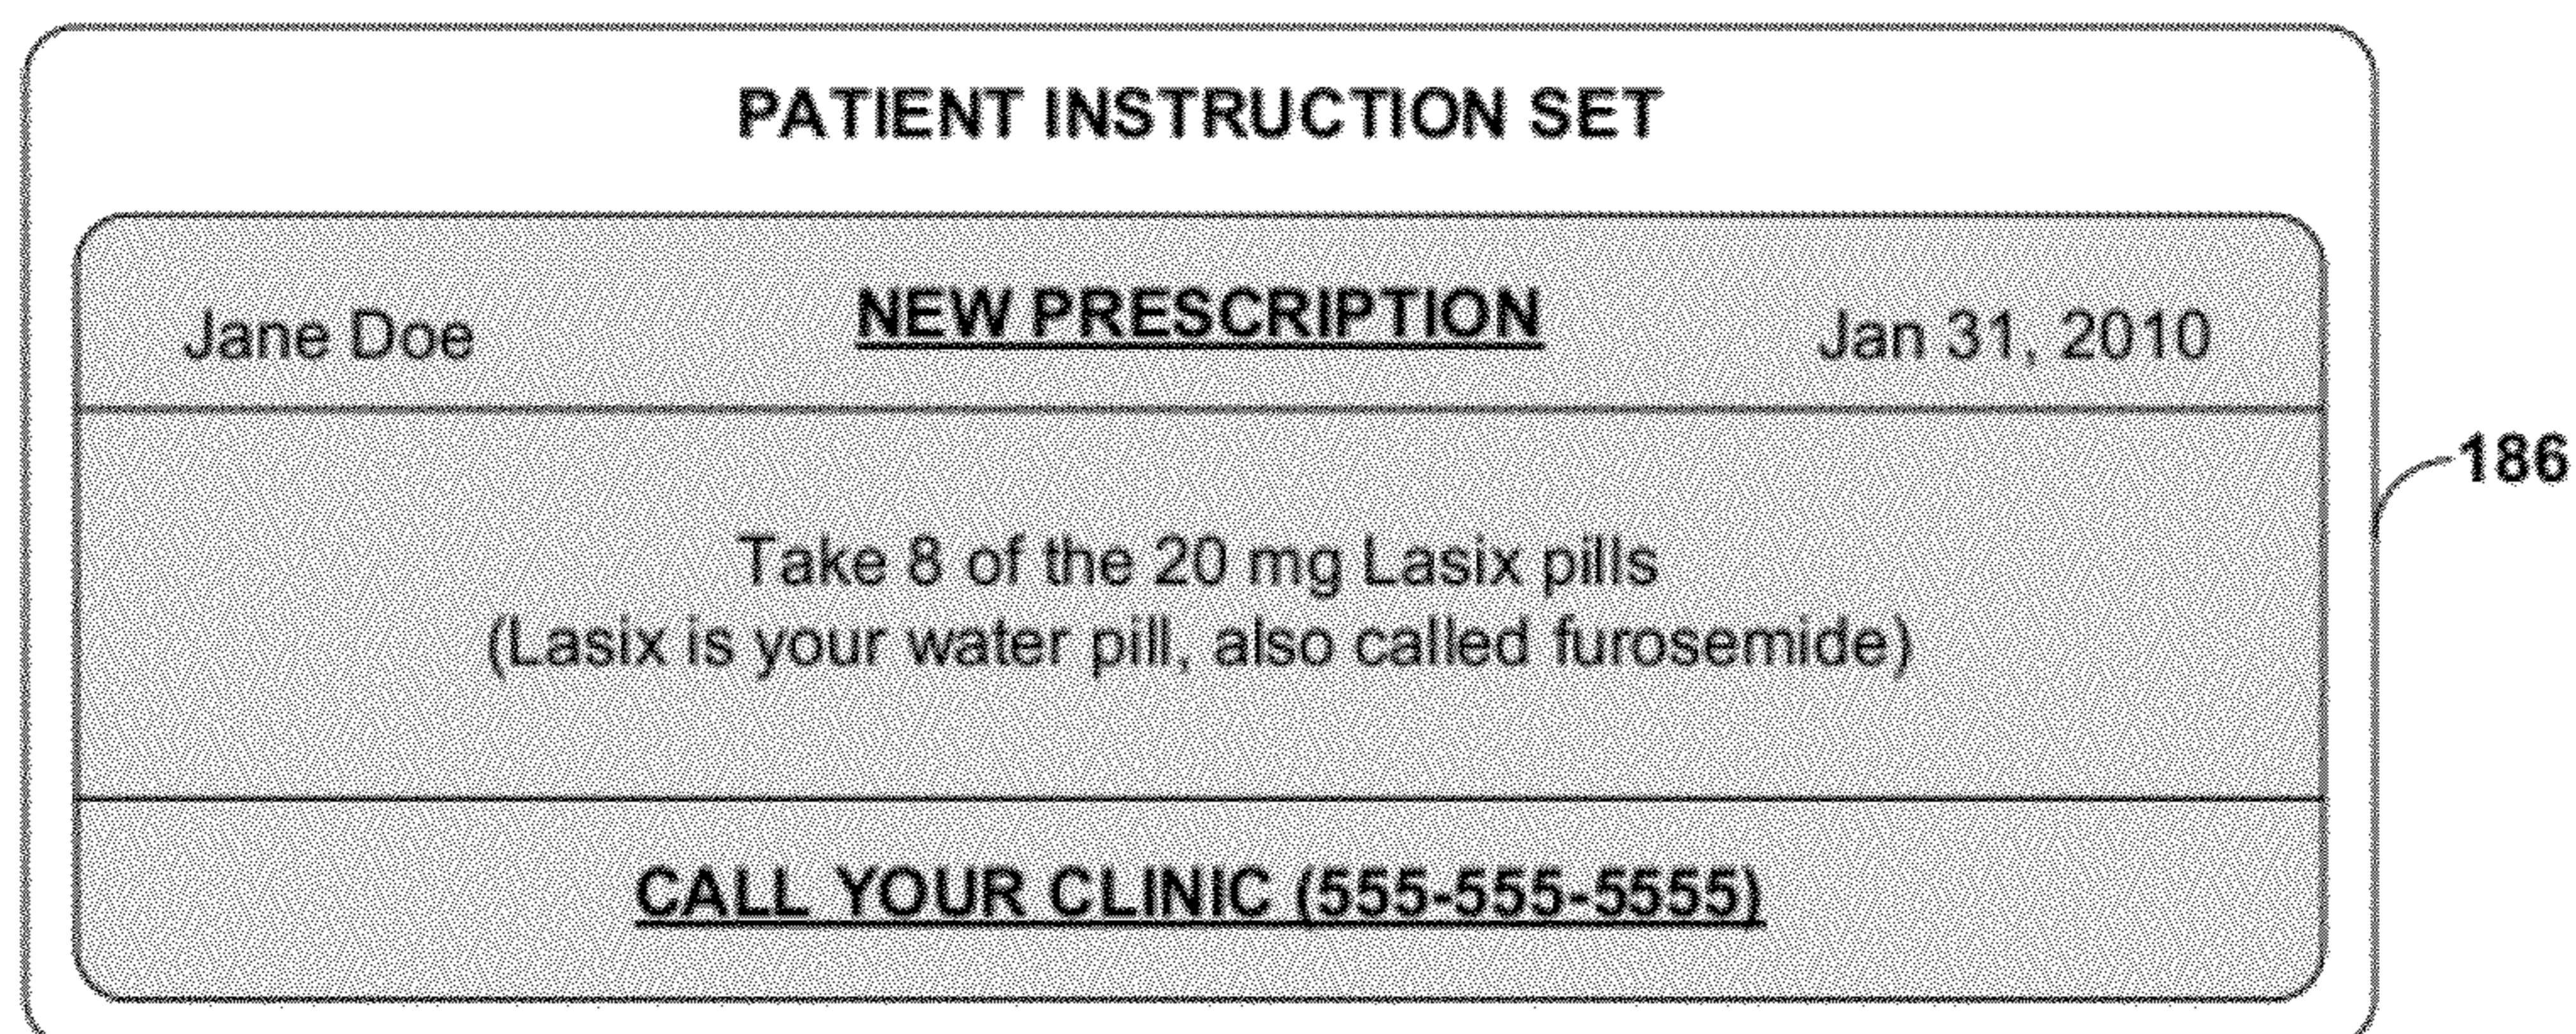 PATIENT INSTRUCTION SET
Jane Doe NEW PRESCRIPTION Jan 31, 2010
186
Take 8 of the 20 mg Lasix pills
(Lasix is your water pill, also called furosemide)
CALL YOUR CLINIC (555-555-5555)